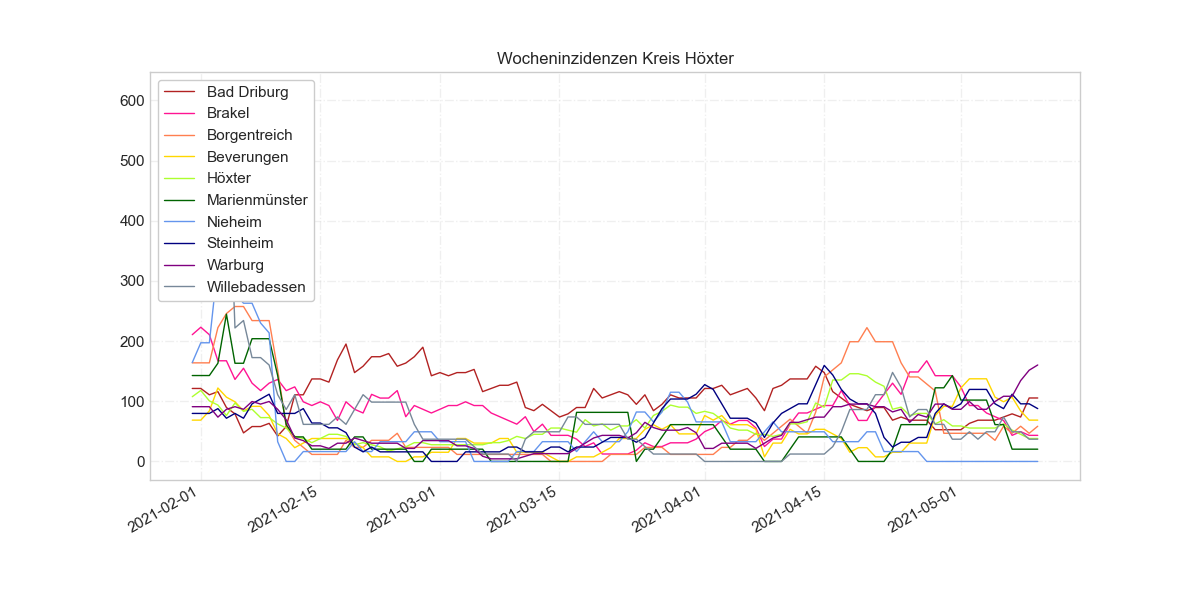 Wocheninzidenzen Kreis Höxter
600
500
400
300
200
100
0
Bad Driburg
Brakel
Borgentreich
Beverungen
Höxter
Marienmünster
Nieheim
Steinheim
Warburg
Willebadessen
2021-02-01
2021-02-15
2021-03-01
2021-03-15
2021-04-01
2021-04-15
2021-05-01